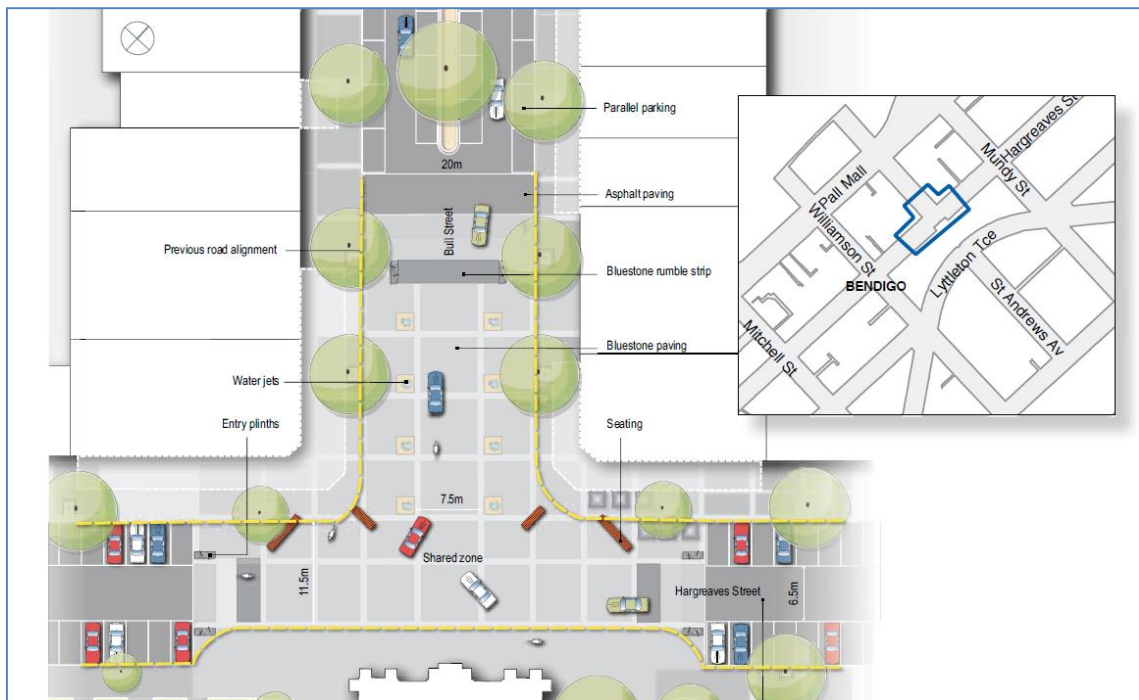 Parallel parking
20m
Asphalt paving
Bull Street
Previous road alignment
Bluestone rumble strip
Bluestone paving
Water jets
Entry plinths
Seating
7.5m
Shared zone
11.5m
Hargreaves Street
6.5m
Hargreaves St
Mundy St
Pall Mall
Williamson St
Lyttleton Tce
BENDIGO
St Andrews Av
Mitchell St